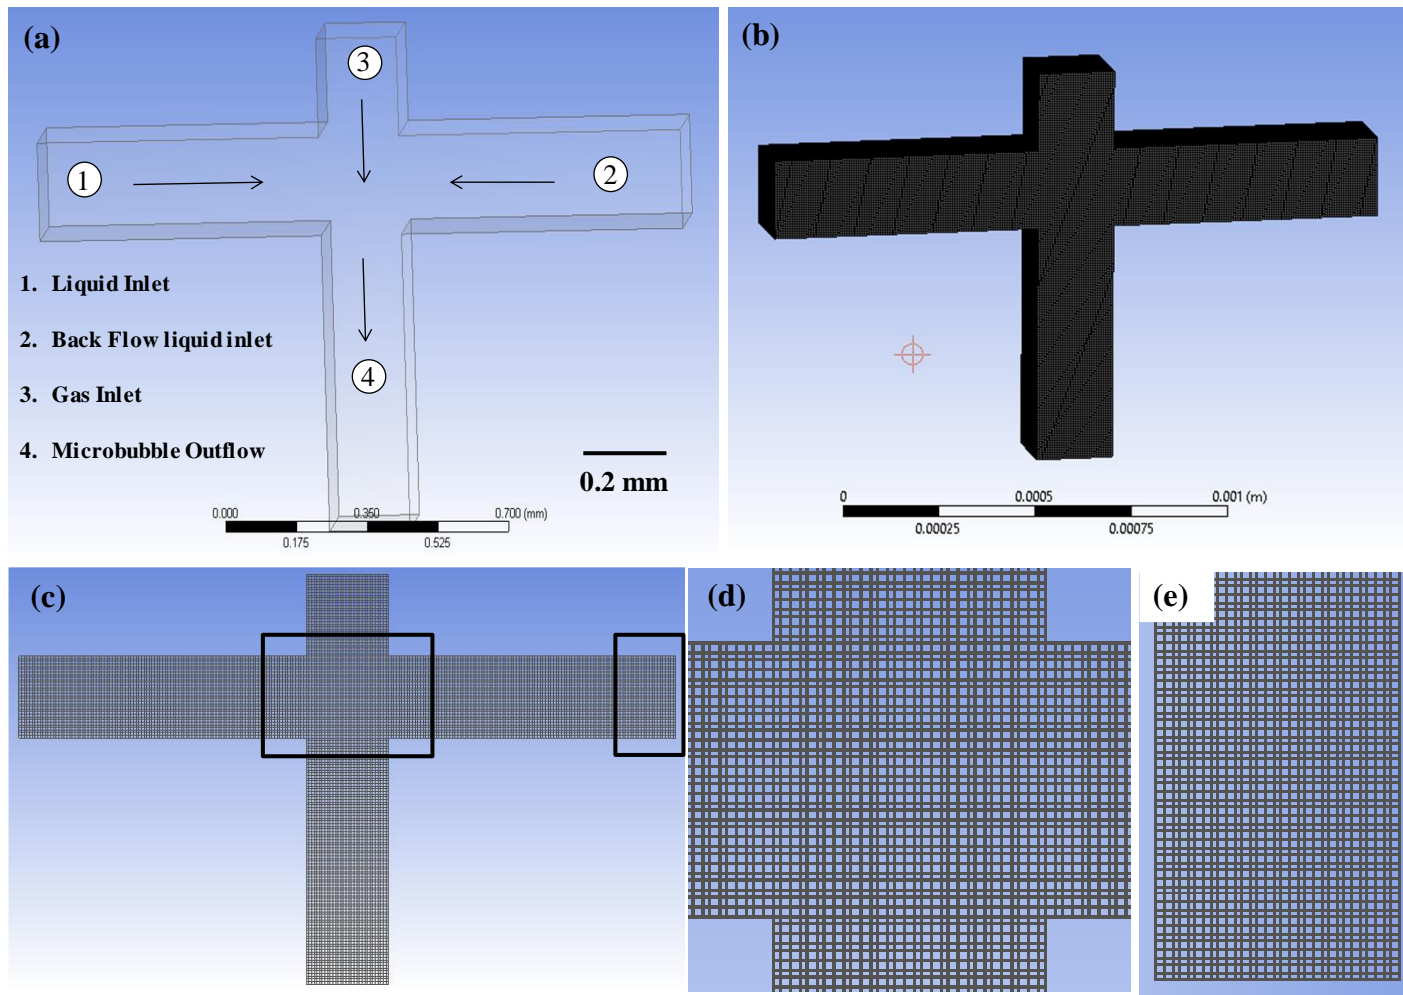 (a)
3
1
2
4
1. Liquid Inlet
2. Back Flow liquid inlet
3. Gas Inlet
4. Microbubble Outflow
0.2 mm
0.000 0.350 0.700 (mm)
0.175 0.525
(b)
0 0.0005 0.001 (m)
0.00025 0.00075
(c)
(d)
(e)